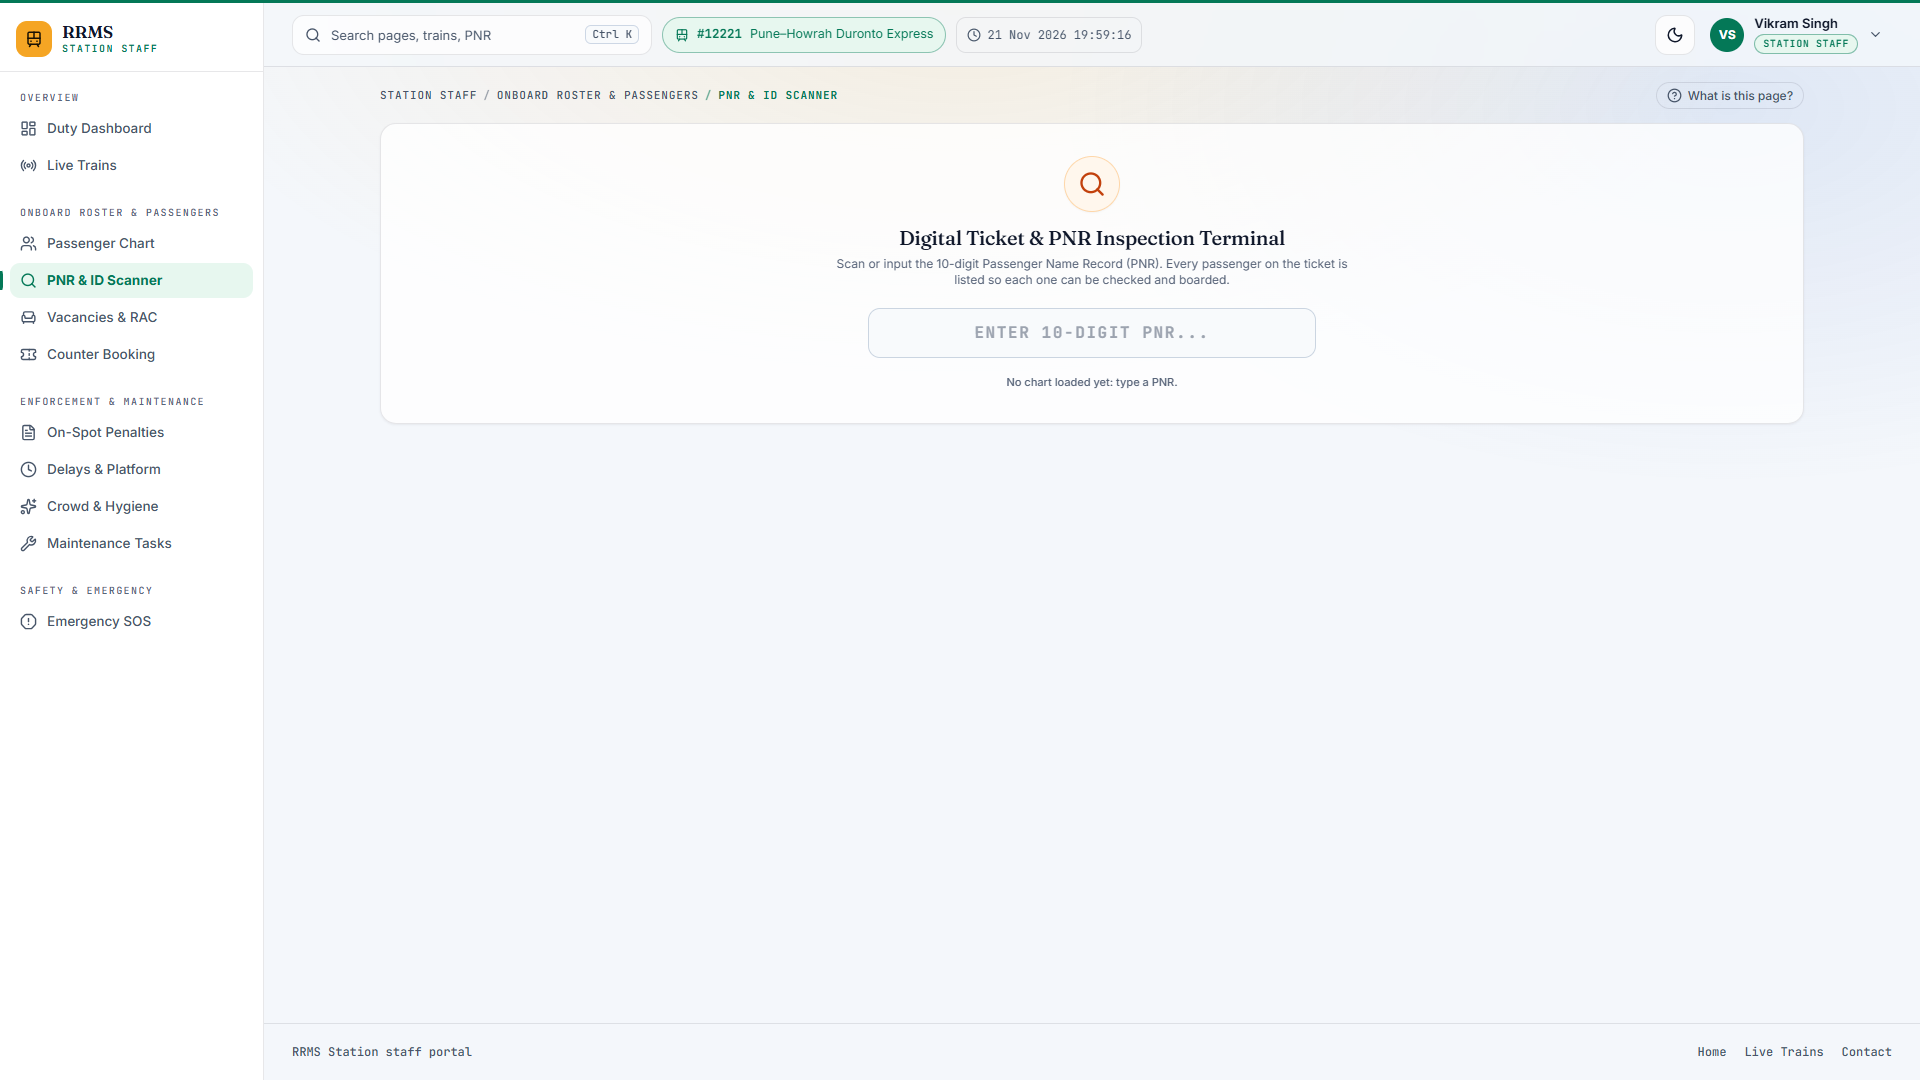 RRMS
STATION STAFF
Search pages, trains, PNR
Ctrl K
#12221 Pune–Howrah Duronto Express
21 Nov 2026 19:59:16
VS
Vikram Singh
STATION STAFF
OVERVIEW
Duty Dashboard
Live Trains
ONBOARD ROSTER & PASSENGERS
Passenger Chart
PNR & ID Scanner
Vacancies & RAC
Counter Booking
ENFORCEMENT & MAINTENANCE
On-Spot Penalties
Delays & Platform
Crowd & Hygiene
Maintenance Tasks
SAFETY & EMERGENCY
Emergency SOS
STATION STAFF / ONBOARD ROSTER & PASSENGERS / PNR & ID SCANNER
What is this page?
Digital Ticket & PNR Inspection Terminal
Scan or input the 10-digit Passenger Name Record (PNR). Every passenger on the ticket is
listed so each one can be checked and boarded.
ENTER 10-DIGIT PNR...
No chart loaded yet: type a PNR.
RRMS Station staff portal
Home
Live Trains
Contact